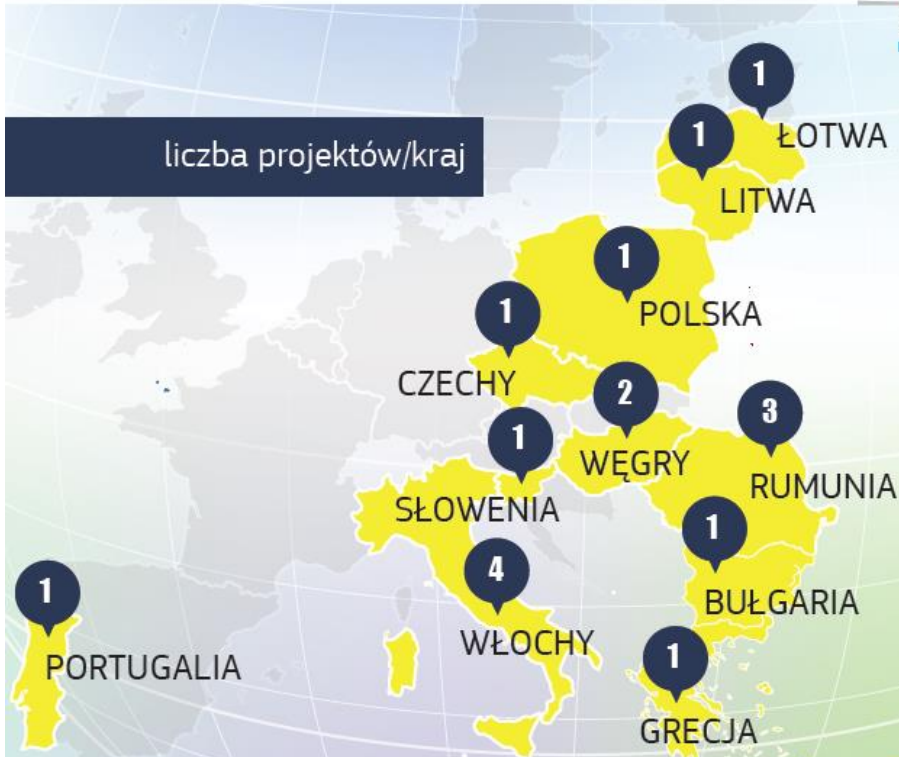 1
ŁOTWA
liczba projektów/kraj
1
LITWA
1
POLSKA
1
CZECHY
2
WĘGRY
3
RUMUNIA
1
SŁOWENIA
1
BUŁGARIA
4
WŁOCHY
1
PORTUGALIA
1
GRECJA